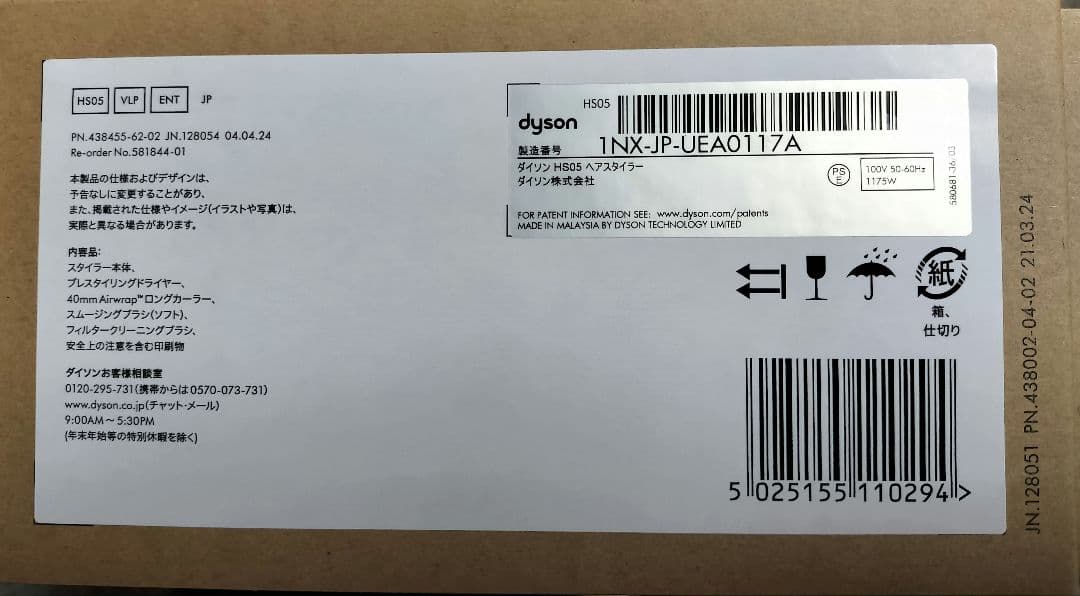 HS05 VLP ENT JP
PN.438455-62-02 JN.128054 04.04.24
Re-order No.581844-01
本製品の仕様およびデザインは、
予告なしに変更することがあり、
また、掲載された仕様やイメージ(イラストや写真)は、
実際と異なる場合があります。
内容品:
スタイラー本体、
プレスタイリングドライヤー、
40mm Airwrap™ロングカーラー、
スムージングブラシ(ソフト)、
フィルタークリーニングブラシ、
安全上の注意を含む印刷物
ダイソンお客様相談室
0120-295-731(携帯からは0570-073-731)
www.dyson.co.jp(チャット・メール)
9:00AM〜5:30PM
(年末年始等の特別休暇を除く)
HS05
dyson
製造番号 1NX-JP-UEA0117A
ダイソン HS05 ヘアスタイラー
ダイソン株式会社
PS
E
100V 50-60Hz
1175W
FOR PATENT INFORMATION SEE: www.dyson.com/patents
MADE IN MALAYSIA BY DYSON TECHNOLOGY LIMITED
580681-36/03
紙
箱、
仕切り
5 025155 110294 >
JN.128051 PN.438002-04-02 21.03.24